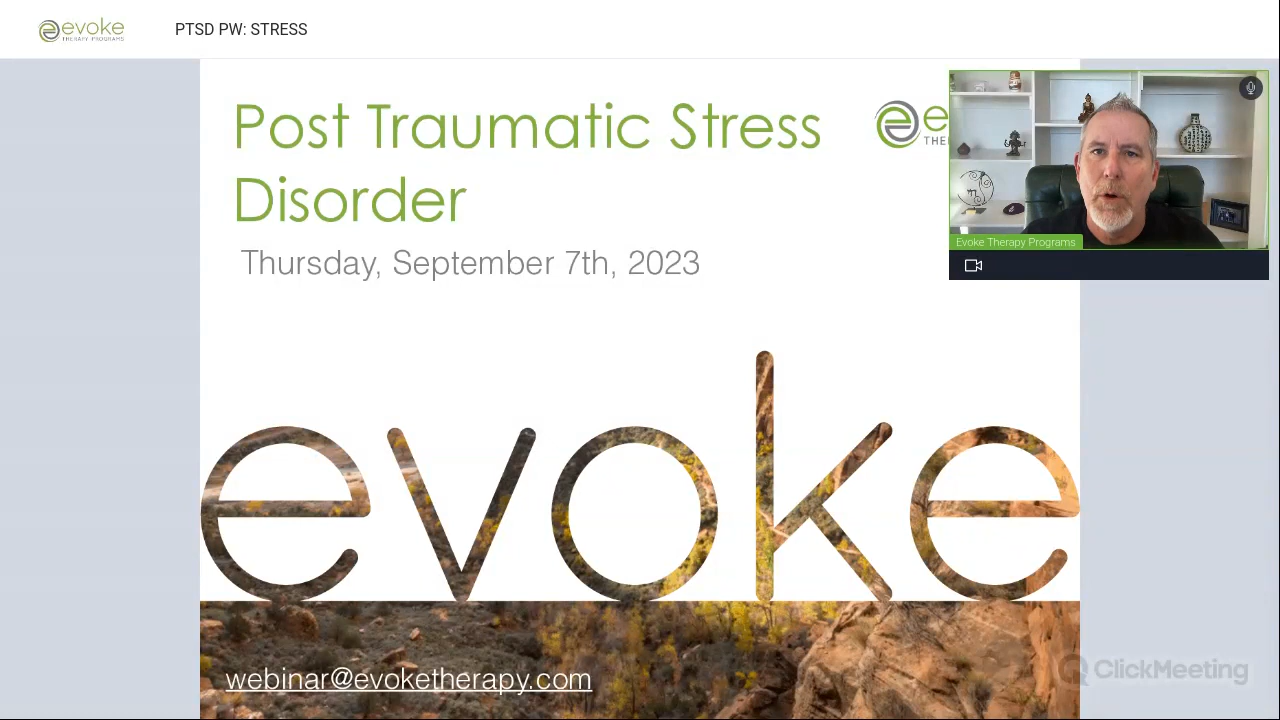 evoke
THERAPY PROGRAMS
PTSD PW: STRESS
Post Traumatic Stress
Disorder
Thursday, September 7th, 2023
e
THE
Evoke Therapy Programs
evoke
webinar@evoketherapy.com
ClickMeeting